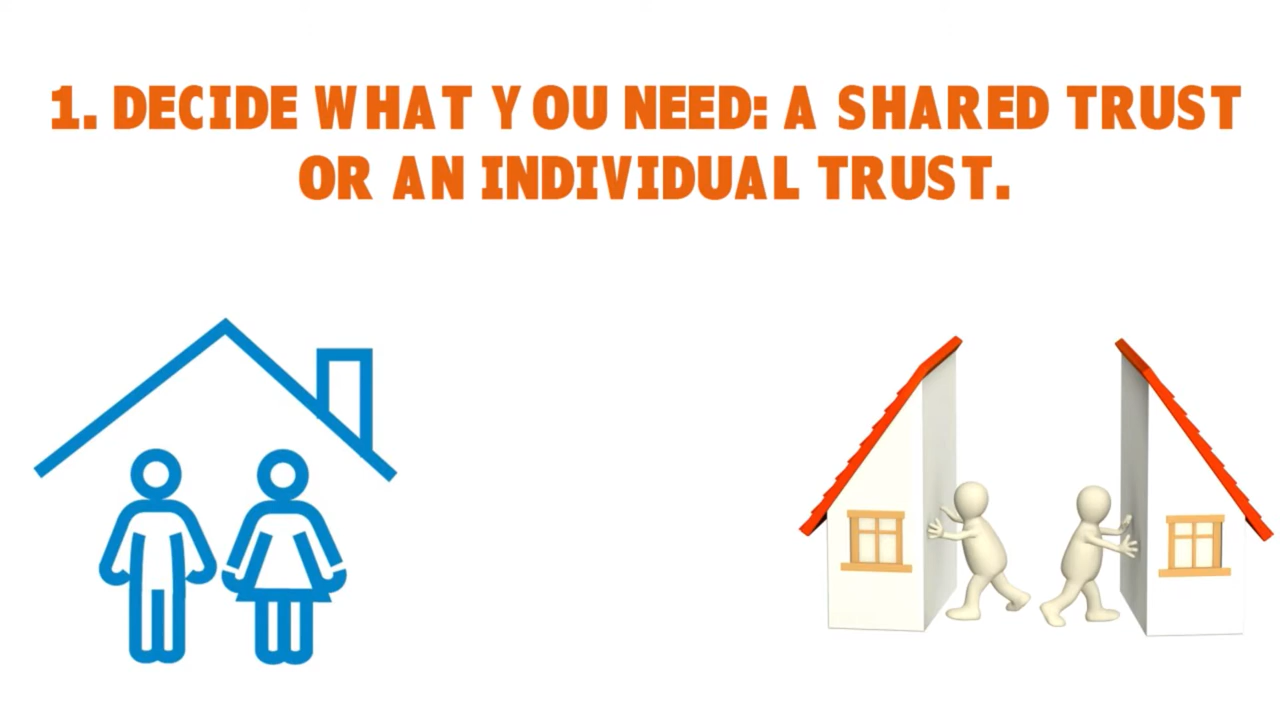 1. DECIDE WHAT YOU NEED: A SHARED TRUST
OR AN INDIVIDUAL TRUST.